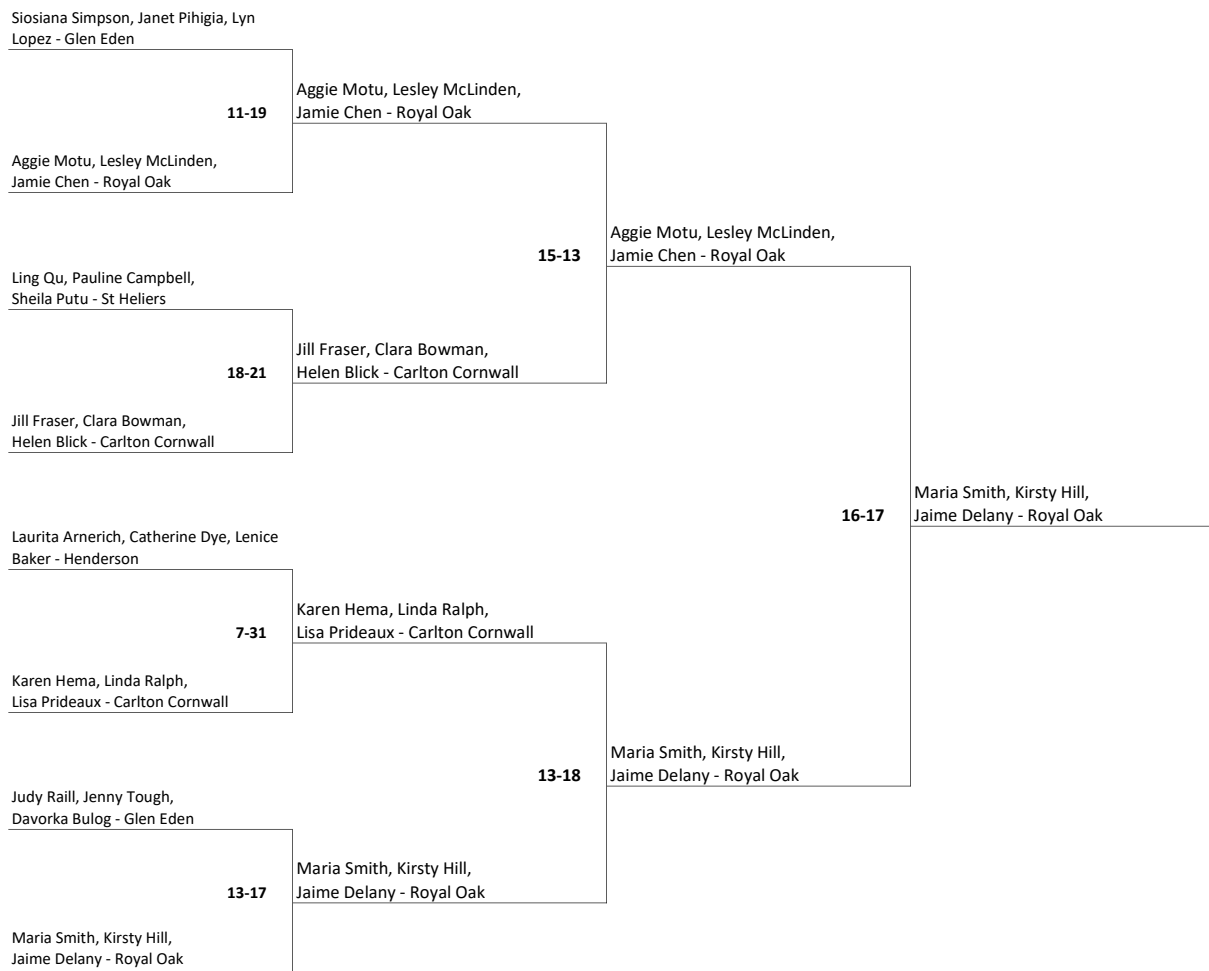 Siosiana Simpson, Janet Pihigia, Lyn
Lopez - Glen Eden
11-19
Aggie Motu, Lesley McLinden,
Jamie Chen - Royal Oak
Aggie Motu, Lesley McLinden,
Jamie Chen - Royal Oak
15-13
Aggie Motu, Lesley McLinden,
Jamie Chen - Royal Oak
Ling Qu, Pauline Campbell,
Sheila Putu - St Heliers
18-21
Jill Fraser, Clara Bowman,
Helen Blick - Carlton Cornwall
Jill Fraser, Clara Bowman,
Helen Blick - Carlton Cornwall
16-17
Maria Smith, Kirsty Hill,
Jaime Delany - Royal Oak
Laurita Arnerich, Catherine Dye, Lenice
Baker - Henderson
7-31
Karen Hema, Linda Ralph,
Lisa Prideaux - Carlton Cornwall
Karen Hema, Linda Ralph,
Lisa Prideaux - Carlton Cornwall
13-18
Maria Smith, Kirsty Hill,
Jaime Delany - Royal Oak
Judy Raill, Jenny Tough,
Davorka Bulog - Glen Eden
13-17
Maria Smith, Kirsty Hill,
Jaime Delany - Royal Oak
Maria Smith, Kirsty Hill,
Jaime Delany - Royal Oak